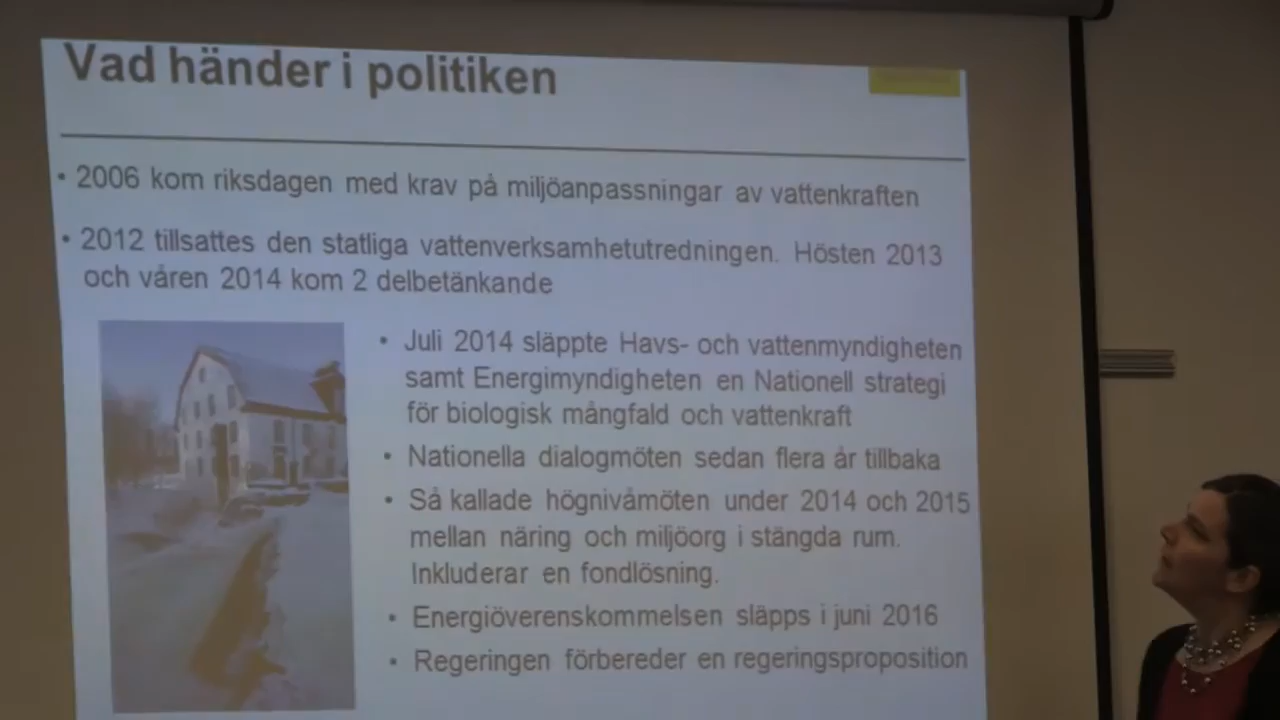 Vad händer i politiken
• 2006 kom riksdagen med krav på miljöanpassningar av vattenkraften
• 2012 tillsattes den statliga vattenverksamhetutredningen. Hösten 2013
och våren 2014 kom 2 delbetänkande
• Juli 2014 släppte Havs- och vattenmyndigheten
samt Energimyndigheten en Nationell strategi
för biologisk mångfald och vattenkraft
• Nationella dialogmöten sedan flera år tillbaka
• Så kallade högnivåmöten under 2014 och 2015
mellan näring och miljöorg i stängda rum.
Inkluderar en fondlösning.
• Energiöverenskommelsen släpps i juni 2016
• Regeringen förbereder en regeringsproposition